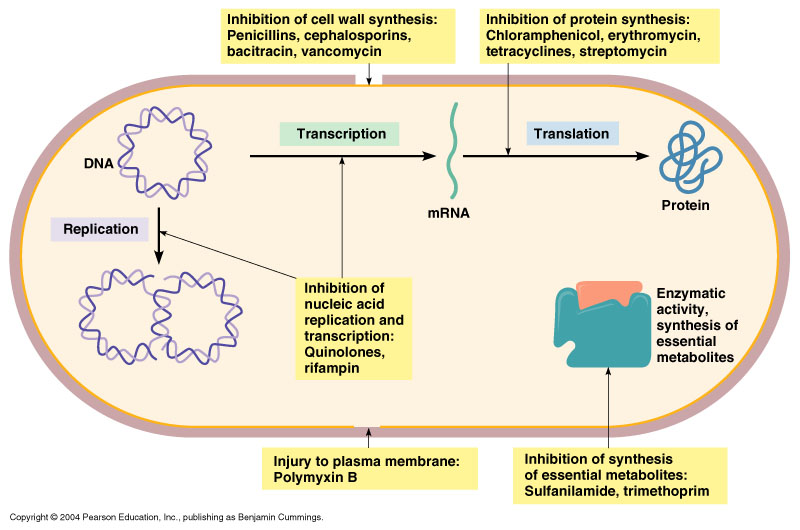 Inhibition of cell wall synthesis:
Penicillins, cephalosporins,
bacitracin, vancomycin
Inhibition of protein synthesis:
Chloramphenicol, erythromycin,
tetracyclines, streptomycin
Transcription
Translation
DNA
mRNA
Protein
Replication
Inhibition of
nucleic acid
replication and
transcription:
Quinolones,
rifampin
Enzymatic
activity,
synthesis of
essential
metabolites
Injury to plasma membrane:
Polymyxin B
Inhibition of synthesis
of essential metabolites:
Sulfanilamide, trimethoprim
Copyright © 2004 Pearson Education, Inc., publishing as Benjamin Cummings.